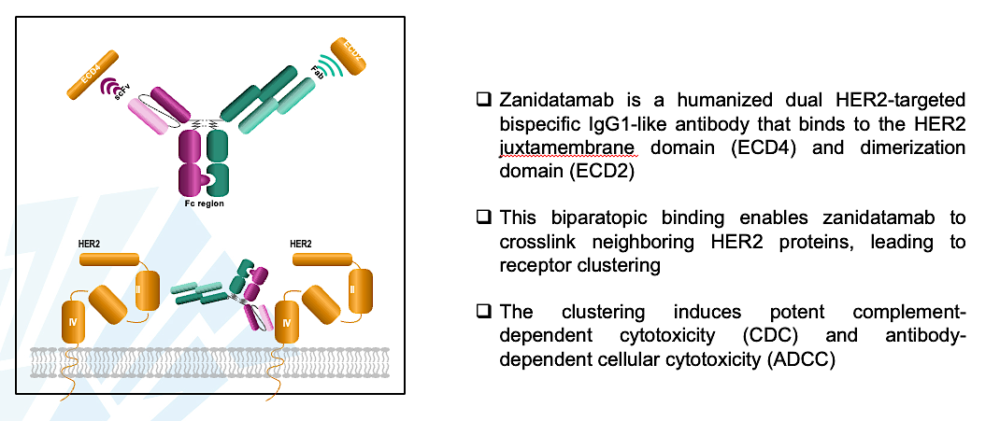 ECD4
scFv
Fab
ECD2
Fc region
HER2
HER2
II
II
IV
IV
❑ Zanidatamab is a humanized dual HER2-targeted
bispecific IgG1-like antibody that binds to the HER2
juxtamembrane domain (ECD4) and dimerization
domain (ECD2)
❑ This biparatopic binding enables zanidatamab to
crosslink neighboring HER2 proteins, leading to
receptor clustering
❑ The clustering induces potent complement-
dependent cytotoxicity (CDC) and antibody-
dependent cellular cytotoxicity (ADCC)